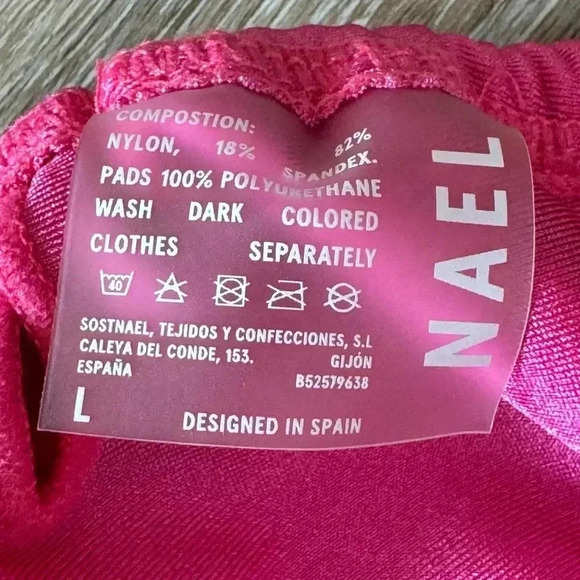 COMPOSTION: 82%
NYLON, 18% SPANDEX.
PADS 100% POLYURETHANE
WASH DARK COLORED
CLOTHES SEPARATELY
40
SOSTNAEL, TEJIDOS Y CONFECCIONES, S.L
CALEYA DEL CONDE, 153. GIJÓN
ESPAÑA B52579638
L DESIGNED IN SPAIN
NAEL